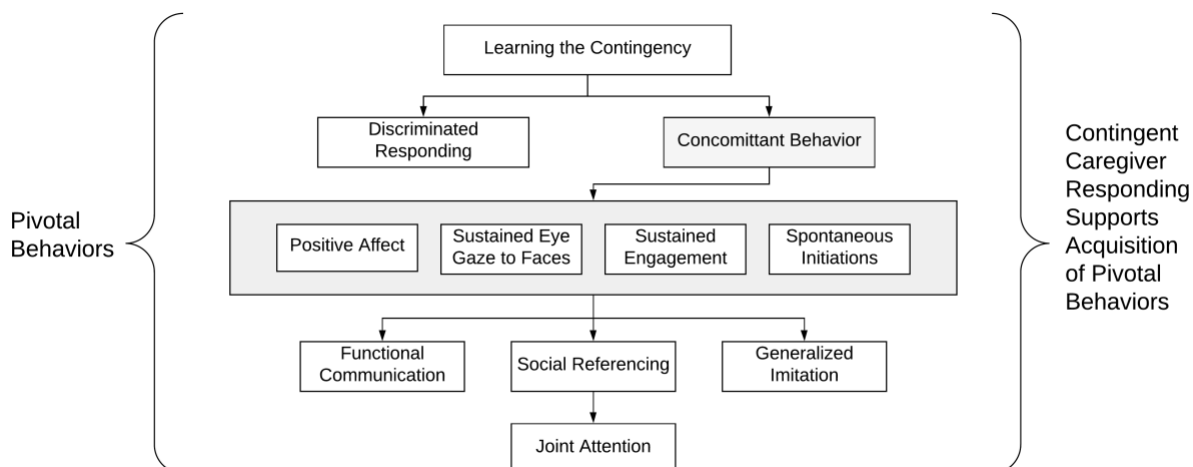 Learning the Contingency
Discriminated
Responding
Concomittant Behavior
Pivotal
Behaviors
Positive Affect
Sustained Eye
Gaze to Faces
Sustained
Engagement
Spontaneous
Initiations
Contingent
Caregiver
Responding
Supports
Acquisition
of Pivotal
Behaviors
Functional
Communication
Social Referencing
Generalized
Imitation
Joint Attention